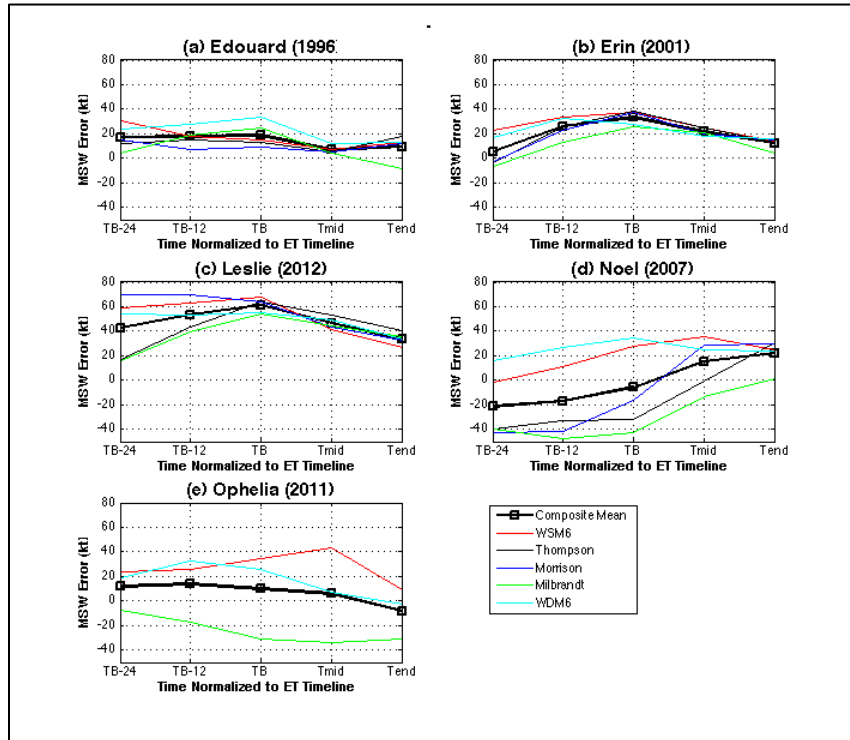 (a) Edouard (1996)
80
60
40
20
0
-20
-40
MSW Error (kt)
TB-24 TB-12 TB Tmid Tend
Time Normalized to ET Timeline
(b) Erin (2001)
80
60
40
20
0
-20
-40
MSW Error (kt)
TB-24 TB-12 TB Tmid Tend
Time Normalized to ET Timeline
(c) Leslie (2012)
80
60
40
20
0
-20
-40
MSW Error (kt)
TB-24 TB-12 TB Tmid Tend
Time Normalized to ET Timeline
(d) Noel (2007)
80
60
40
20
0
-20
-40
MSW Error (kt)
TB-24 TB-12 TB Tmid Tend
Time Normalized to ET Timeline
(e) Ophelia (2011)
80
60
40
20
0
-20
-40
MSW Error (kt)
TB-24 TB-12 TB Tmid Tend
Time Normalized to ET Timeline
Composite Mean
WSM6
Thompson
Morrison
Milbrandt
WDM6